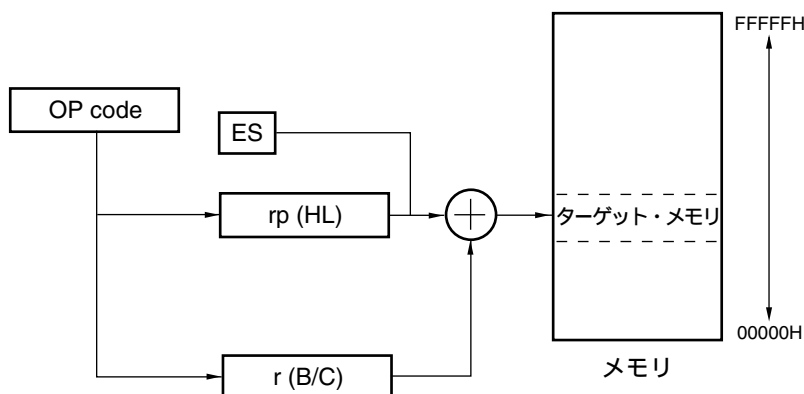 FFFFFH
OP code
ES
rp (HL)
ターゲット・メモリ
r (B/C)
00000H
メモリ